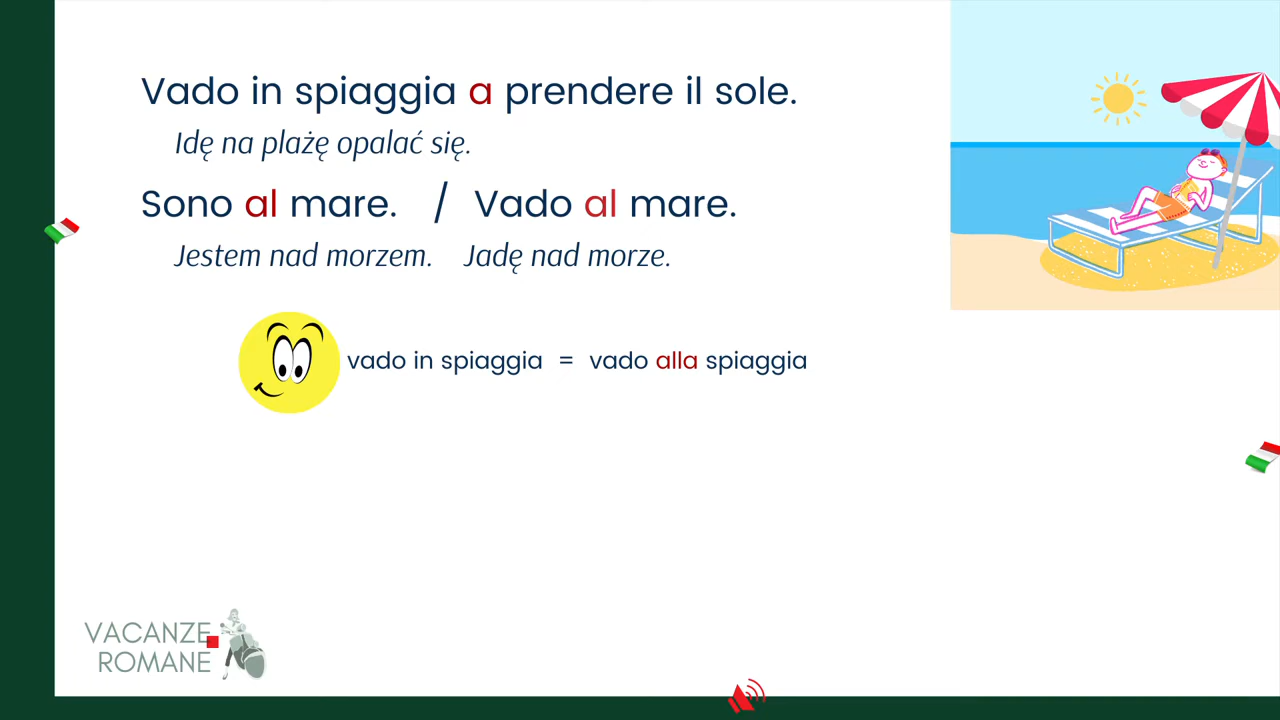 Vado in spiaggia a prendere il sole.
Idę na plażę opalać się.
Sono al mare. / Vado al mare.
Jestem nad morzem. Jadę nad morze.
vado in spiaggia = vado alla spiaggia
VACANZE
ROMANE